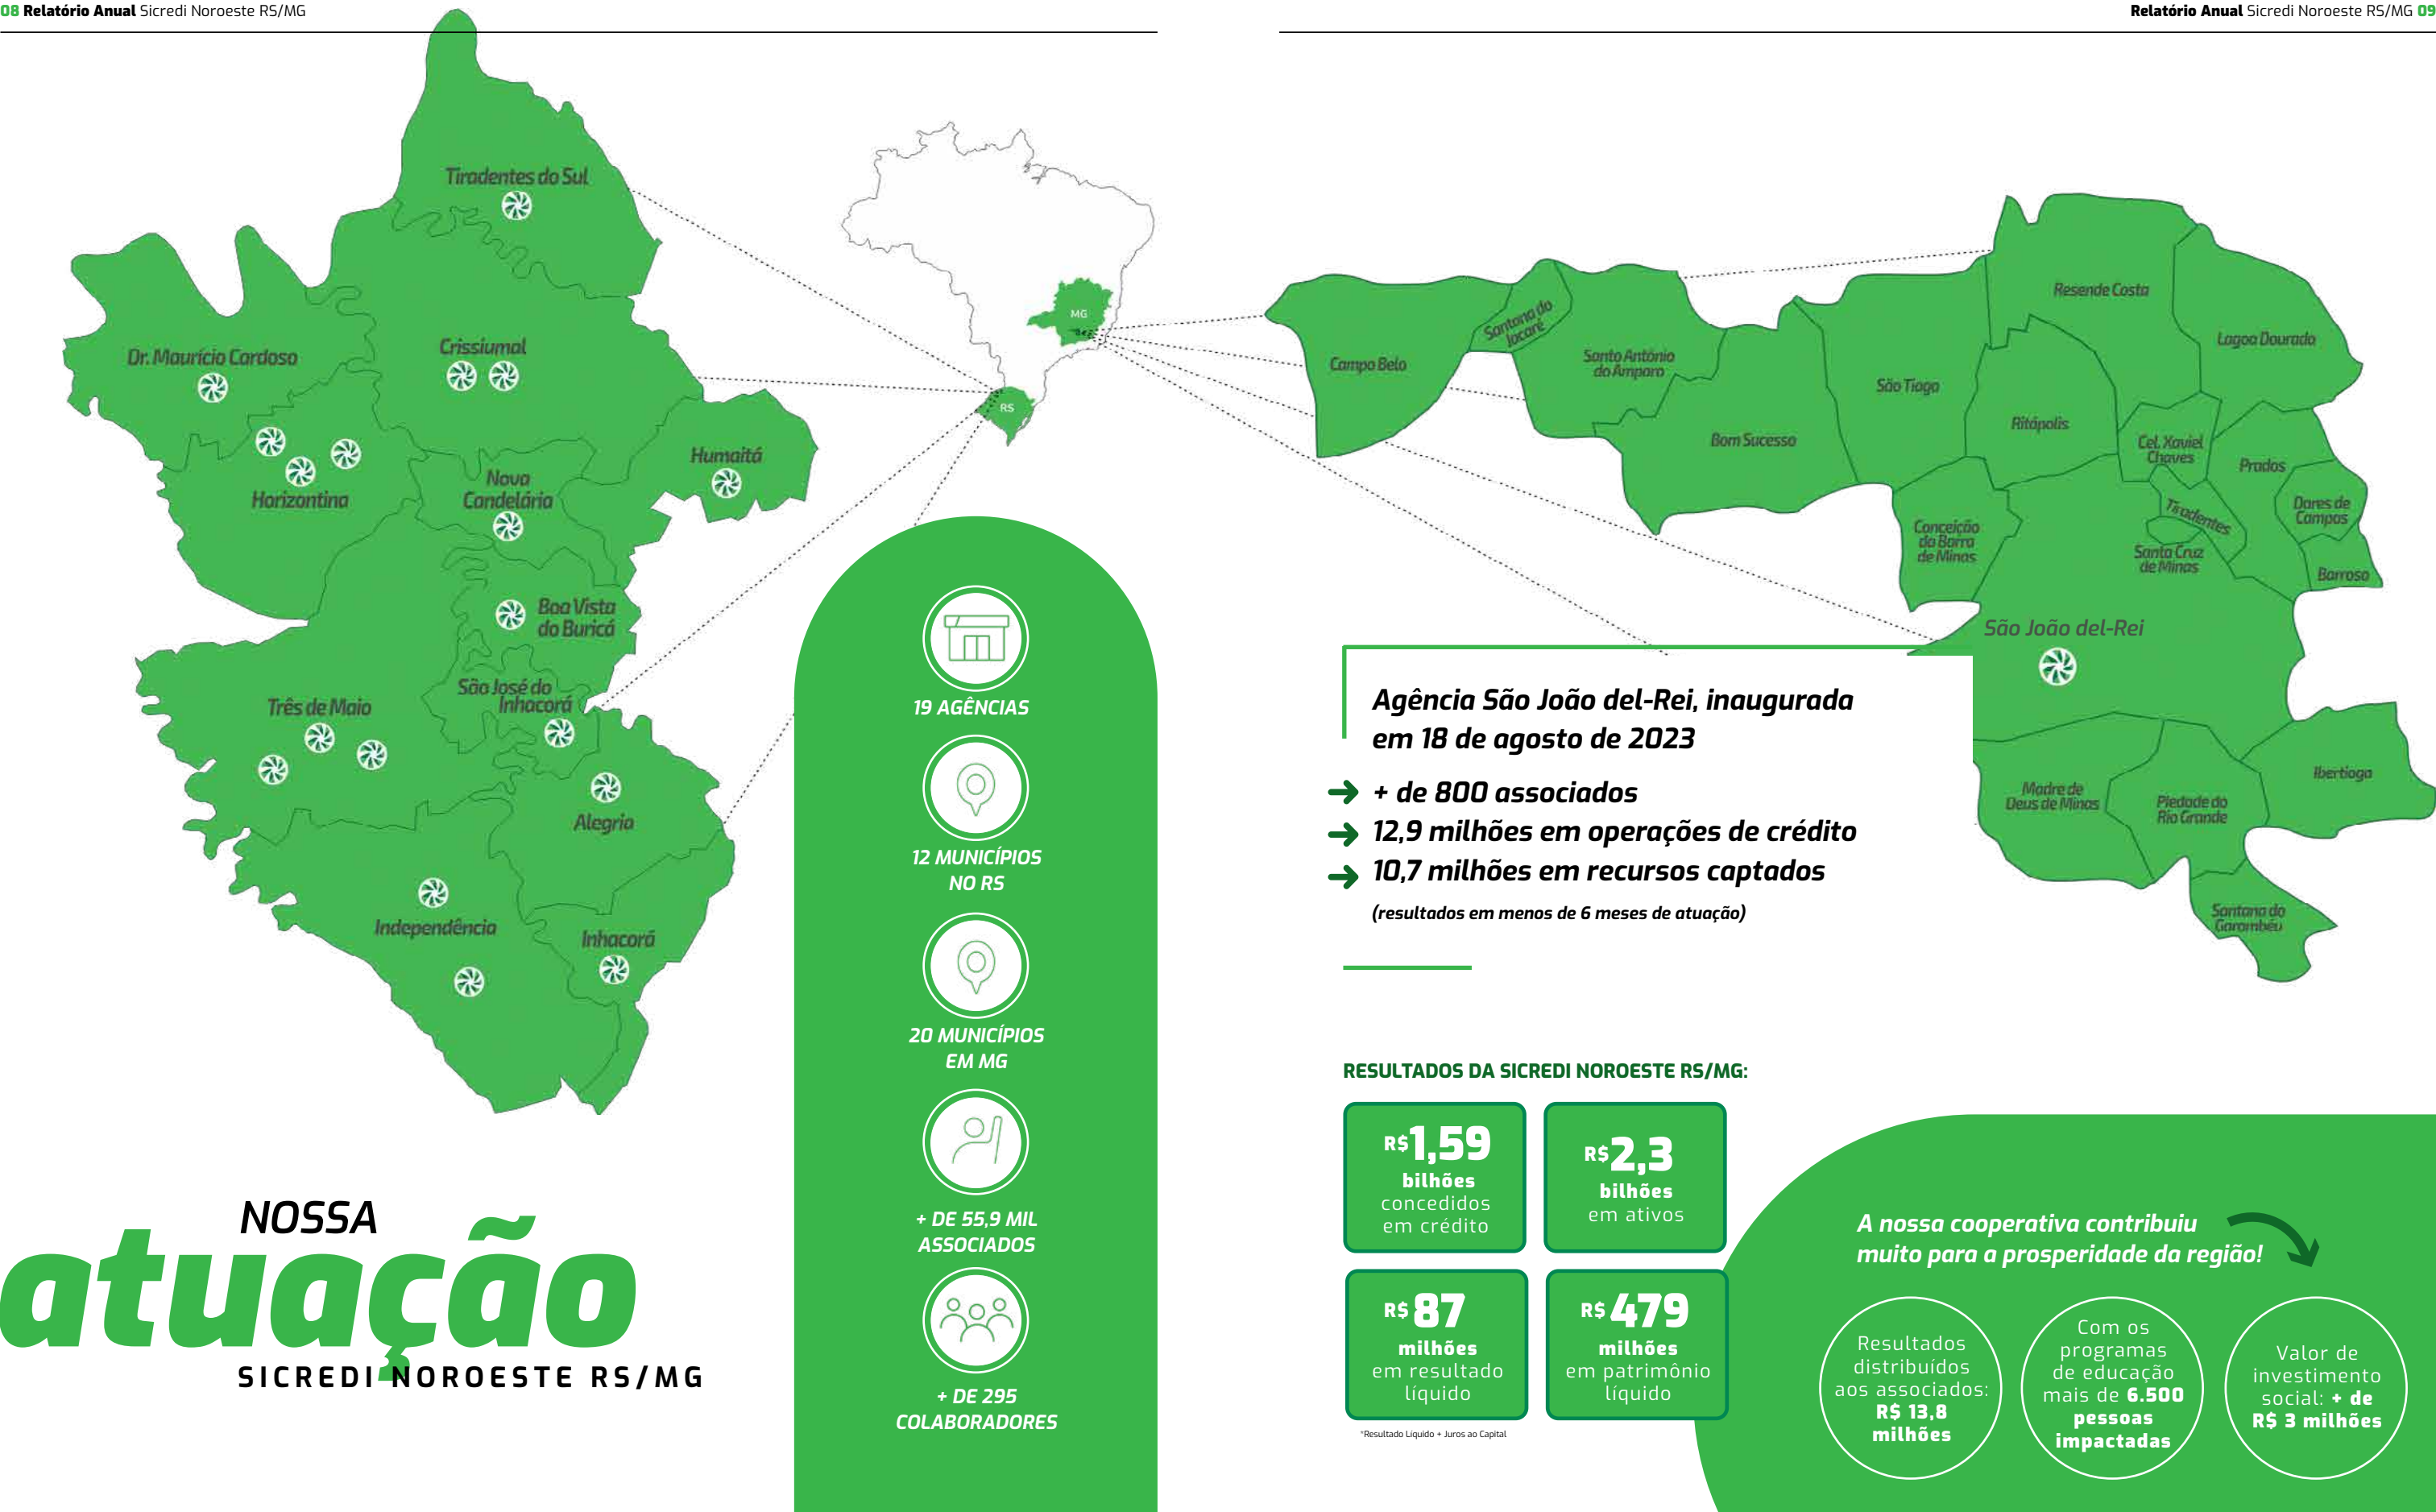 08 Relatório Anual Sicredi Noroeste RS/MG
Tiradentes do Sul
Dr. Maurício Cardoso
Crissiumal
Horizontina
Nova
Candelária
Humaitá
Boa Vista
do Buricá
São José do
Inhacorá
Três de Maio
Alegria
Independência
Inhacorá
MG
RS
19 AGÊNCIAS
12 MUNICÍPIOS
NO RS
20 MUNICÍPIOS
EM MG
+ DE 55,9 MIL
ASSOCIADOS
+ DE 295
COLABORADORES
NOSSA
atuação
SICREDI NOROESTE RS/MG
Relatório Anual Sicredi Noroeste RS/MG 09
Campo Belo
Santana do
Jacaré
Santo Antônio
do Amparo
Bom Sucesso
São Tiago
Resende Costa
Lagoa Dourada
Ritápolis
Cel. Xaviel
Chaves
Prados
Dores de
Campos
Tiradentes
Santa Cruz
de Minas
Barroso
Conceição
da Barra
de Minas
São João del-Rei
Madre de
Deus de Minas
Piedade do
Rio Grande
Ibertioga
Santana do
Garambéu
Agência São João del-Rei, inaugurada
em 18 de agosto de 2023
+ de 800 associados
12,9 milhões em operações de crédito
10,7 milhões em recursos captados
(resultados em menos de 6 meses de atuação)
RESULTADOS DA SICREDI NOROESTE RS/MG:
R$1,59
bilhões
concedidos
em crédito
R$2,3
bilhões
em ativos
R$ 87
milhões
em resultado
líquido
R$ 479
milhões
em patrimônio
líquido
*Resultado Líquido + Juros ao Capital
A nossa cooperativa contribuiu
muito para a prosperidade da região!
Resultados
distribuídos
aos associados:
R$ 13,8
milhões
Com os
programas
de educação
mais de 6.500
pessoas
impactadas
Valor de
investimento
social: + de
R$ 3 milhões